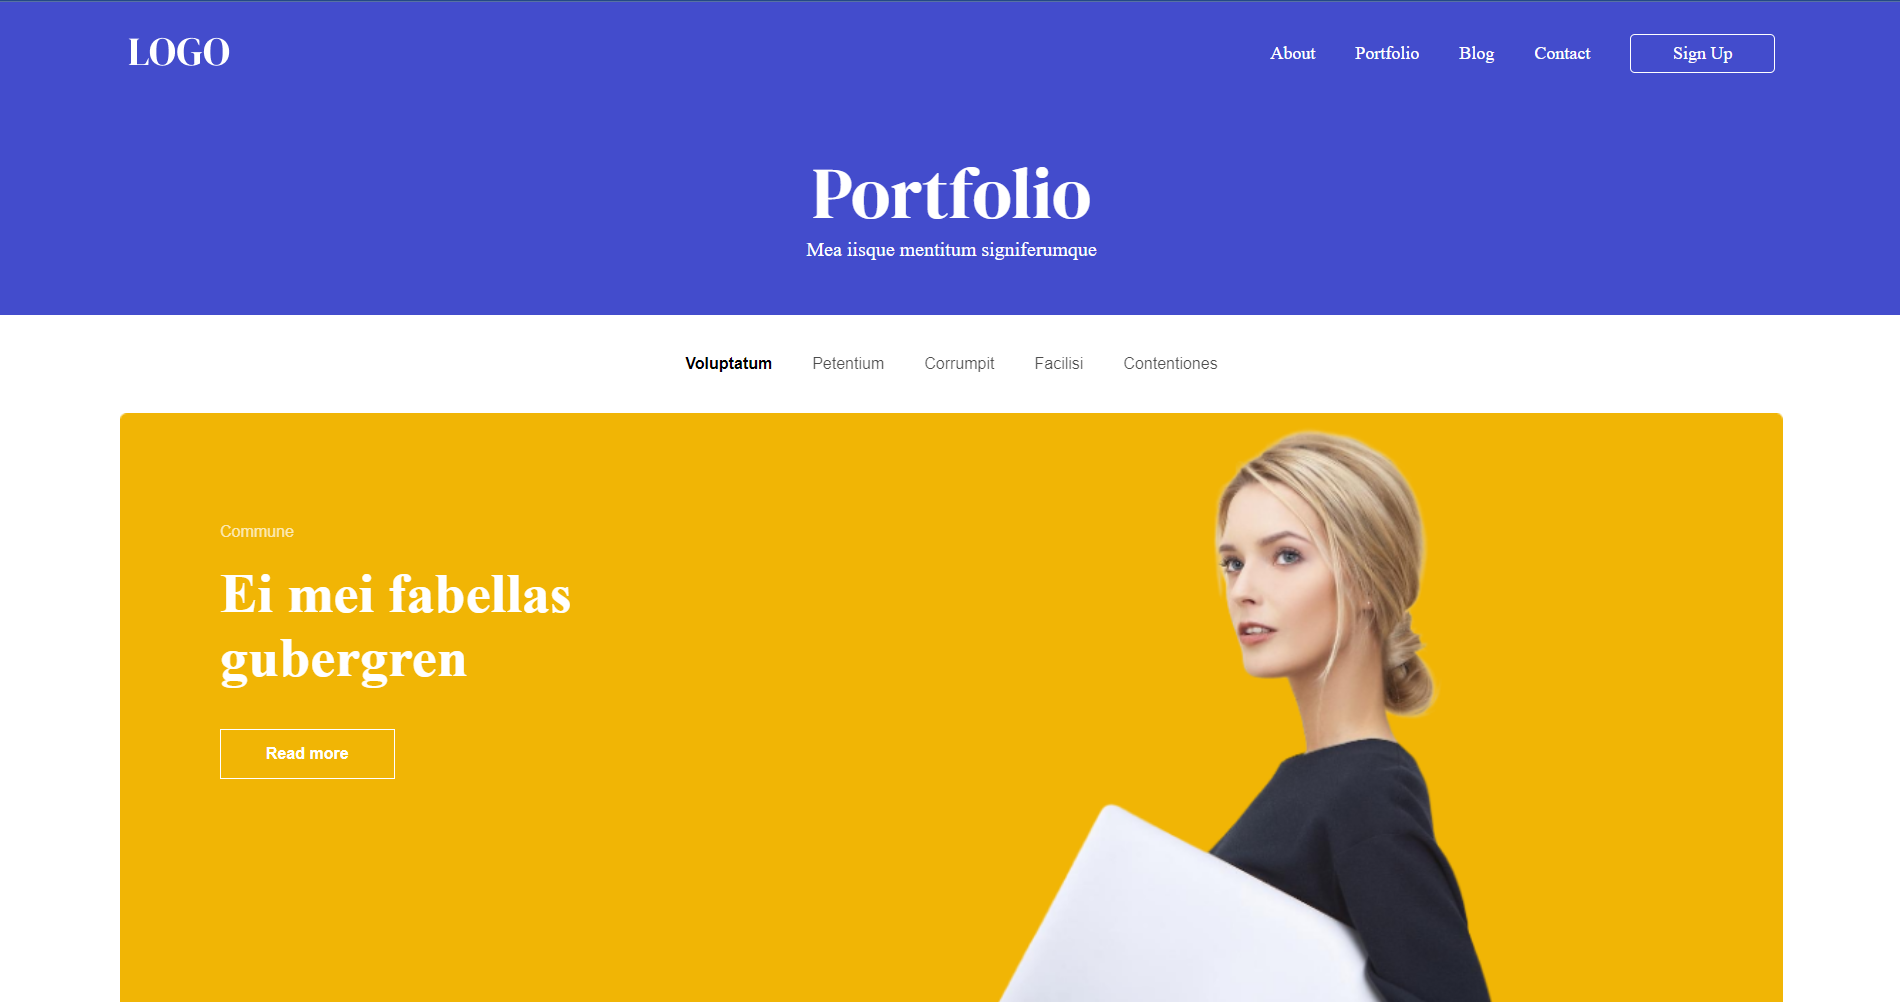 LOGO
About Portfolio Blog Contact Sign Up
Portfolio
Mea iisque mentitum signiferumque
Voluptatum Petentium Corrumpit Facilisi Contentiones
Commune
Ei mei fabellas
gubergren
Read more